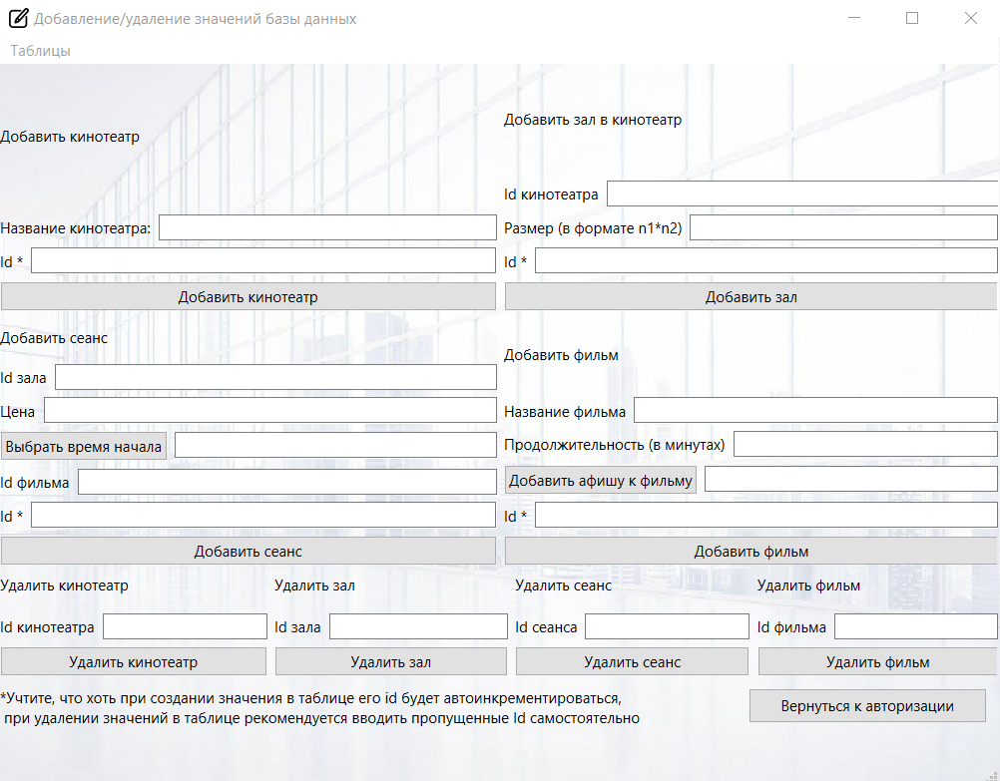 Добавление/удаление значений базы данных
Таблицы
Добавить кинотеатр
Название кинотеатра:
Id *
Добавить кинотеатр
Добавить зал в кинотеатр
Id кинотеатра
Размер (в формате n1*n2)
Id *
Добавить зал
Добавить сеанс
Id зала
Цена
Выбрать время начала
Id фильма
Id *
Добавить сеанс
Добавить фильм
Название фильма
Продолжительность (в минутах)
Добавить афишу к фильму
Id *
Добавить фильм
Удалить кинотеатр
Id кинотеатра
Удалить кинотеатр
Удалить зал
Id зала
Удалить зал
Удалить сеанс
Id сеанса
Удалить сеанс
Удалить фильм
Id фильма
Удалить фильм
*Учтите, что хоть при создании значения в таблице его id будет автоинкрементироваться,
при удалении значений в таблице рекомендуется вводить пропущенные Id самостоятельно
Вернуться к авторизации